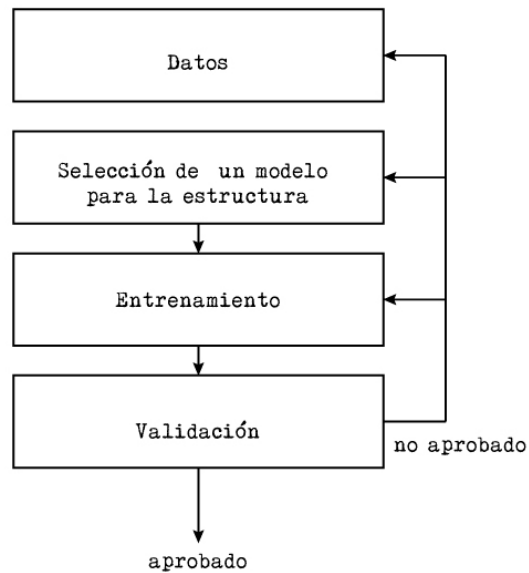 Datos
Selección de un modelo
para la estructura
Entrenamiento
Validación
no aprobado
aprobado